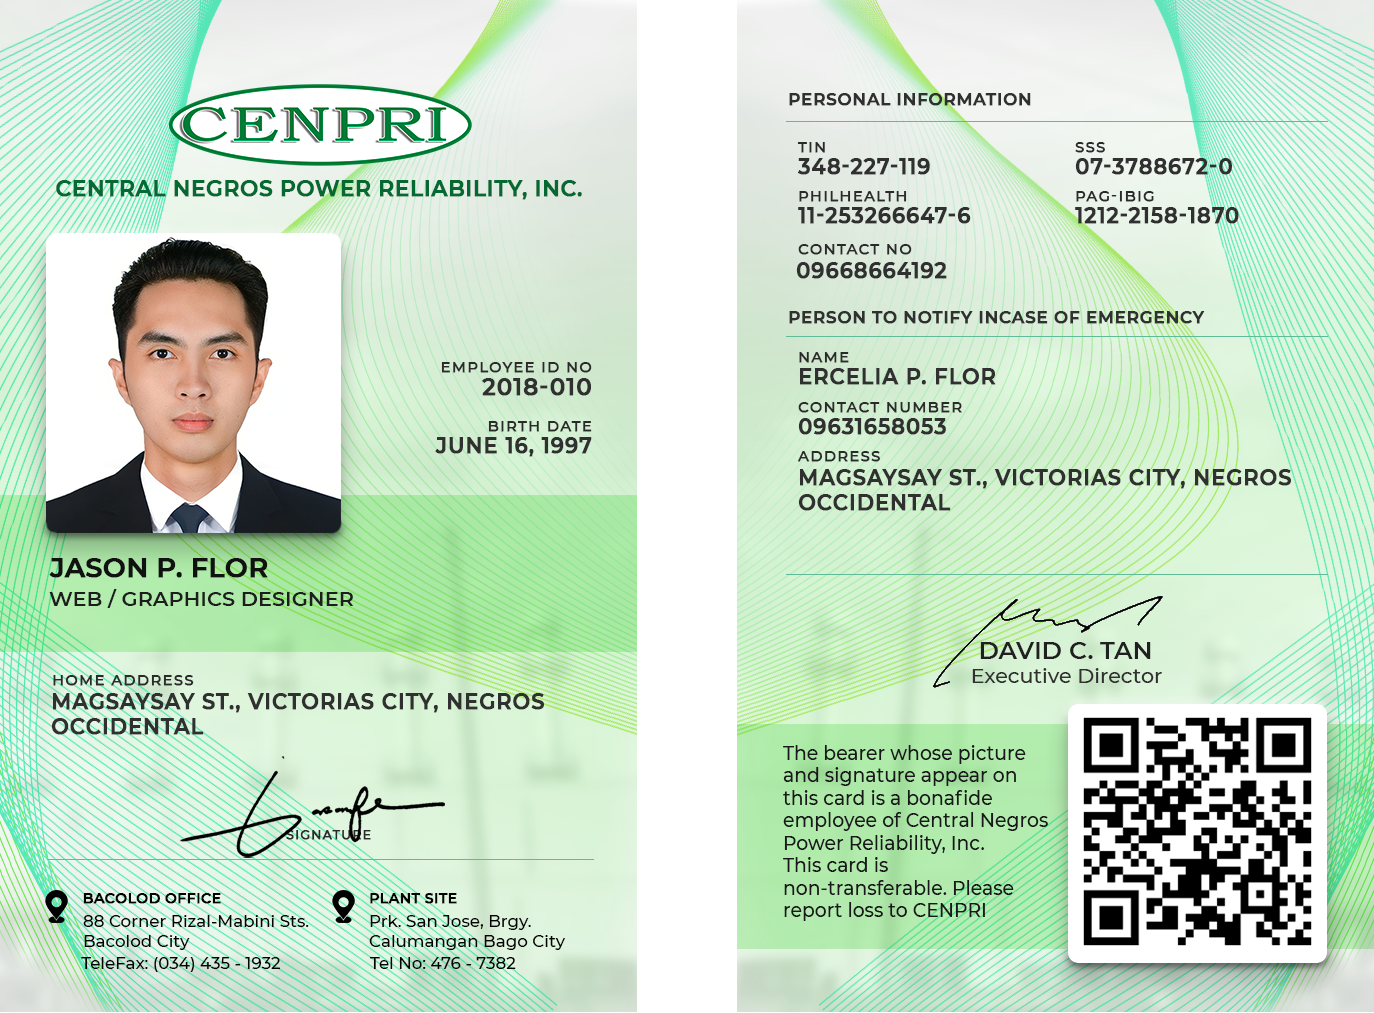 CENPRI
CENTRAL NEGROS POWER RELIABILITY, INC.
EMPLOYEE ID NO
2018-010
BIRTH DATE
JUNE 16, 1997
JASON P. FLOR
WEB / GRAPHICS DESIGNER
HOME ADDRESS
MAGSAYSAY ST., VICTORIAS CITY, NEGROS
OCCIDENTAL
SIGNATURE
BACOLOD OFFICE
88 Corner Rizal-Mabini Sts.
Bacolod City
TeleFax: (034) 435 - 1932
PLANT SITE
Prk. San Jose, Brgy.
Calumangan Bago City
Tel No: 476 - 7382
PERSONAL INFORMATION
TIN
348-227-119
SSS
07-3788672-0
PHILHEALTH
11-253266647-6
PAG-IBIG
1212-2158-1870
CONTACT NO
09668664192
PERSON TO NOTIFY INCASE OF EMERGENCY
NAME
ERCELIA P. FLOR
CONTACT NUMBER
09631658053
ADDRESS
MAGSAYSAY ST., VICTORIAS CITY, NEGROS
OCCIDENTAL
DAVID C. TAN
Executive Director
The bearer whose picture
and signature appear on
this card is a bonafide
employee of Central Negros
Power Reliability, Inc.
This card is
non-transferable. Please
report loss to CENPRI